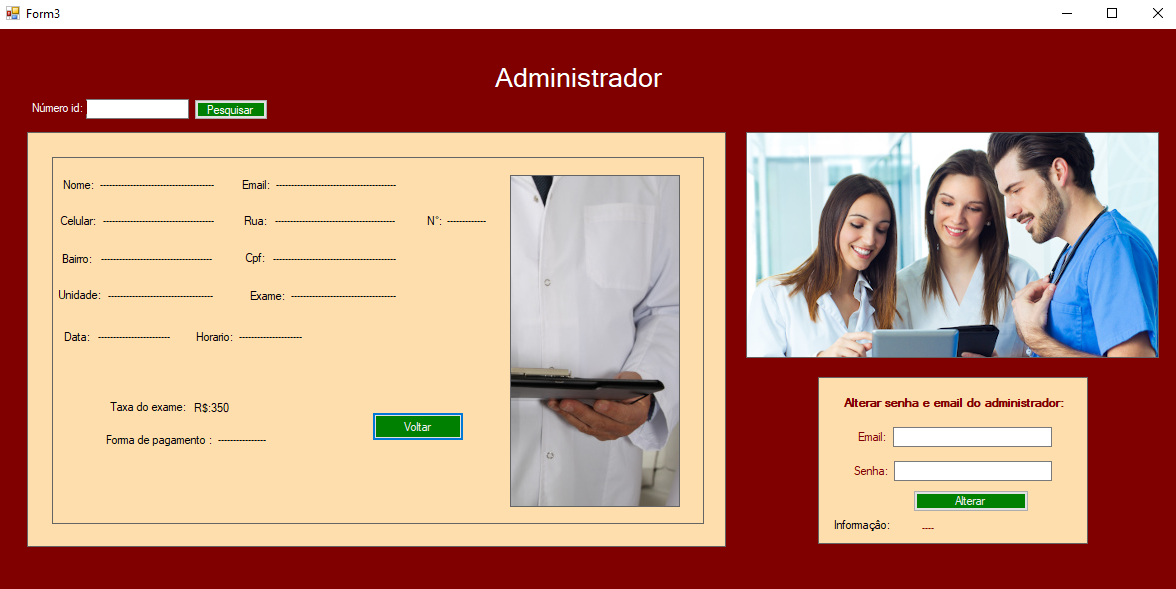 Form3
Administrador
Número id: Pesquisar
Nome: ------------------------------------ Email: --------------------------------------
Celular: ----------------------------------- Rua: -------------------------------------- N°: -------------
Bairro: ----------------------------------- Cpf: ---------------------------------------
Unidade: --------------------------------- Exame: ---------------------------------
Data: ----------------------- Horario: --------------------
Taxa do exame: R$:350
Forma de pagamento : ---------------
Voltar
Alterar senha e email do administrador:
Email:
Senha:
Alterar
Informação: ----